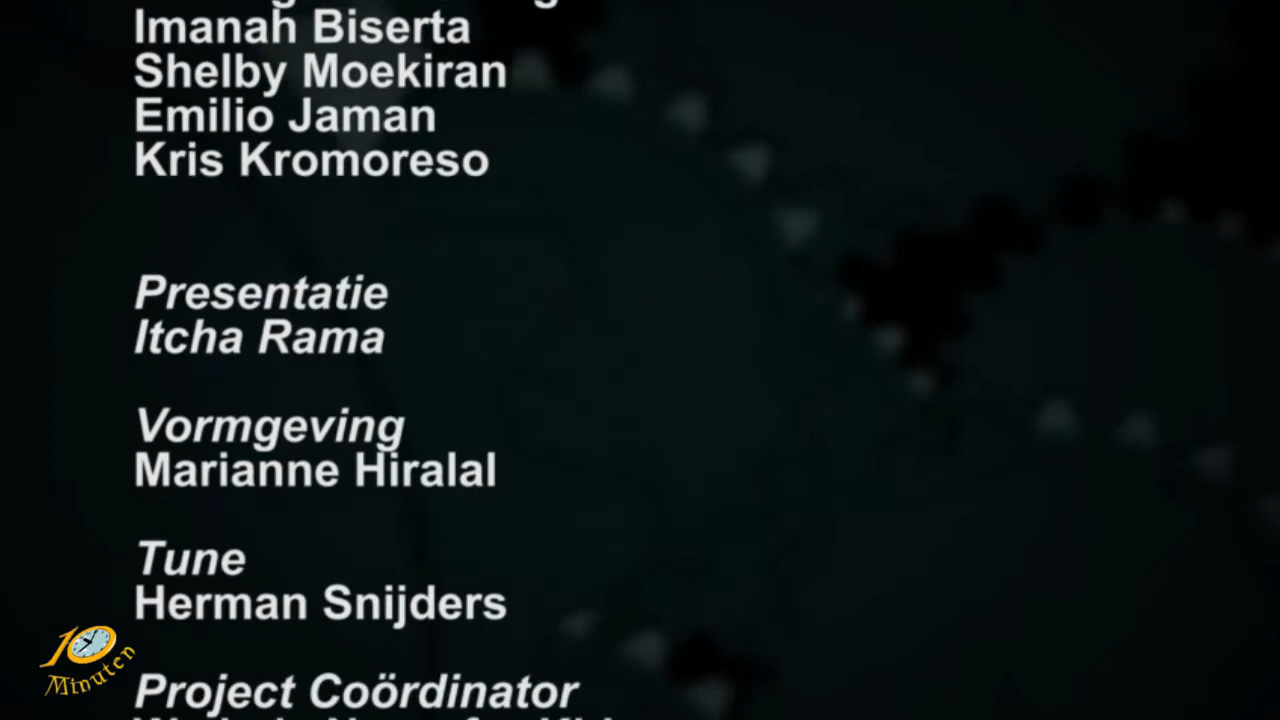 Imanah Biserta
Shelby Moekiran
Emilio Jaman
Kris Kromoreso
Presentatie
Itcha Rama
Vormgeving
Marianne Hiralal
Tune
Herman Snijders
10
Minuten
Project Coördinator